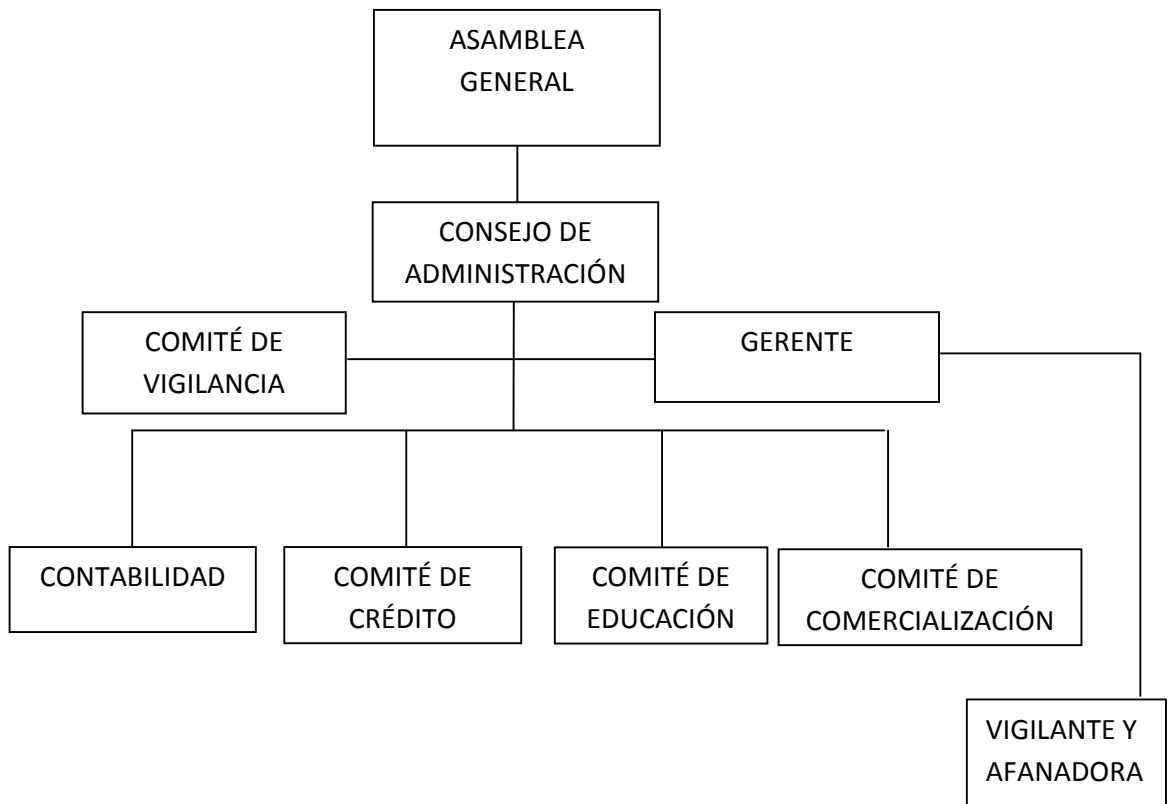 ASAMBLEA
GENERAL
CONSEJO DE
ADMINISTRACIÓN
COMITÉ DE
VIGILANCIA
GERENTE
CONTABILIDAD
COMITÉ DE
CRÉDITO
COMITÉ DE
EDUCACIÓN
COMITÉ DE
COMERCIALIZACIÓN
VIGILANTE Y
AFANADORA